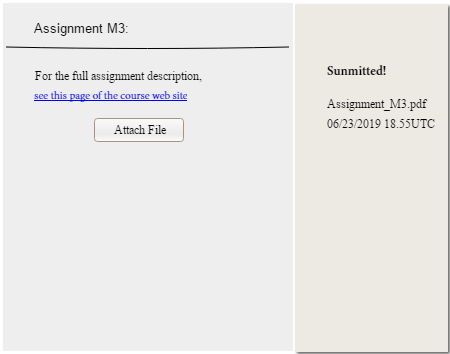 Assignment M3:
For the full assignment description,
see this page of the course web site
Attach File
Sunmitted!
Assignment_M3.pdf
06/23/2019 18.55UTC